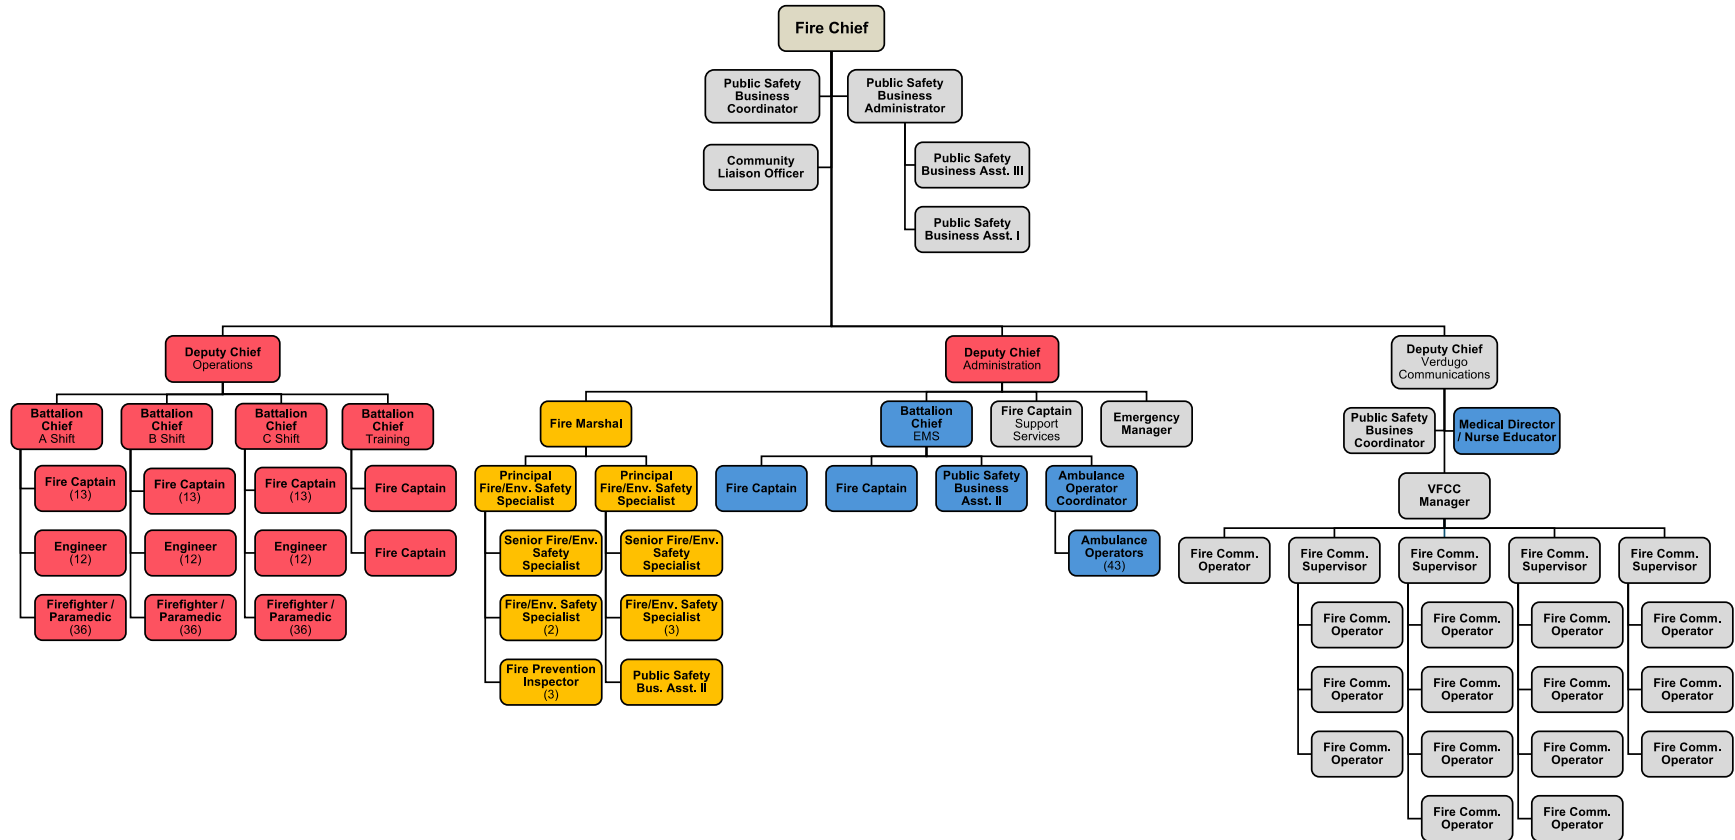 Fire Chief
Public Safety
Business
Coordinator
Public Safety
Business
Administrator
Community
Liaison Officer
Public Safety
Business Asst. III
Public Safety
Business Asst. I
Deputy Chief
Operations
Deputy Chief
Administration
Deputy Chief
Verdugo
Communications
Battalion
Chief
A Shift
Battalion
Chief
B Shift
Battalion
Chief
C Shift
Battalion
Chief
Training
Fire Marshal
Battalion
Chief
EMS
Fire Captain
Support
Services
Emergency
Manager
Public Safety
Busines
Coordinator
Medical Director
/ Nurse Educator
Fire Captain
(13)
Fire Captain
(13)
Fire Captain
(13)
Fire Captain
Principal
Fire/Env. Safety
Specialist
Principal
Fire/Env. Safety
Specialist
Fire Captain
Fire Captain
Public Safety
Business
Asst. II
Ambulance
Operator
Coordinator
VFCC
Manager
Engineer
(12)
Engineer
(12)
Engineer
(12)
Fire Captain
Senior Fire/Env.
Safety
Specialist
Senior Fire/Env.
Safety
Specialist
Ambulance
Operators
(43)
Fire Comm.
Operator
Fire Comm.
Supervisor
Fire Comm.
Supervisor
Fire Comm.
Supervisor
Fire Comm.
Supervisor
Firefighter /
Paramedic
(36)
Firefighter /
Paramedic
(36)
Firefighter /
Paramedic
(36)
Fire/Env. Safety
Specialist
(2)
Fire/Env. Safety
Specialist
(3)
Fire Comm.
Operator
Fire Comm.
Operator
Fire Comm.
Operator
Fire Comm.
Operator
Fire Prevention
Inspector
(3)
Public Safety
Bus. Asst. II
Fire Comm.
Operator
Fire Comm.
Operator
Fire Comm.
Operator
Fire Comm.
Operator
Fire Comm.
Operator
Fire Comm.
Operator
Fire Comm.
Operator
Fire Comm.
Operator
Fire Comm.
Operator
Fire Comm.
Operator